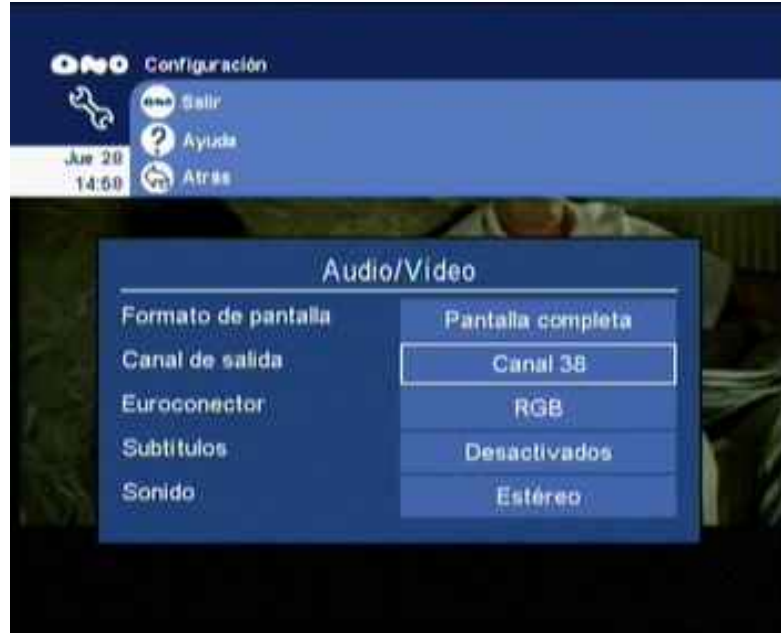 ONO Configuración
ono Salir
? Ayuda
Jue 28
14:58 Atrás
Audio/Vídeo
Formato de pantalla Pantalla completa
Canal de salida Canal 38
Euroconector RGB
Subtítulos Desactivados
Sonido Estéreo